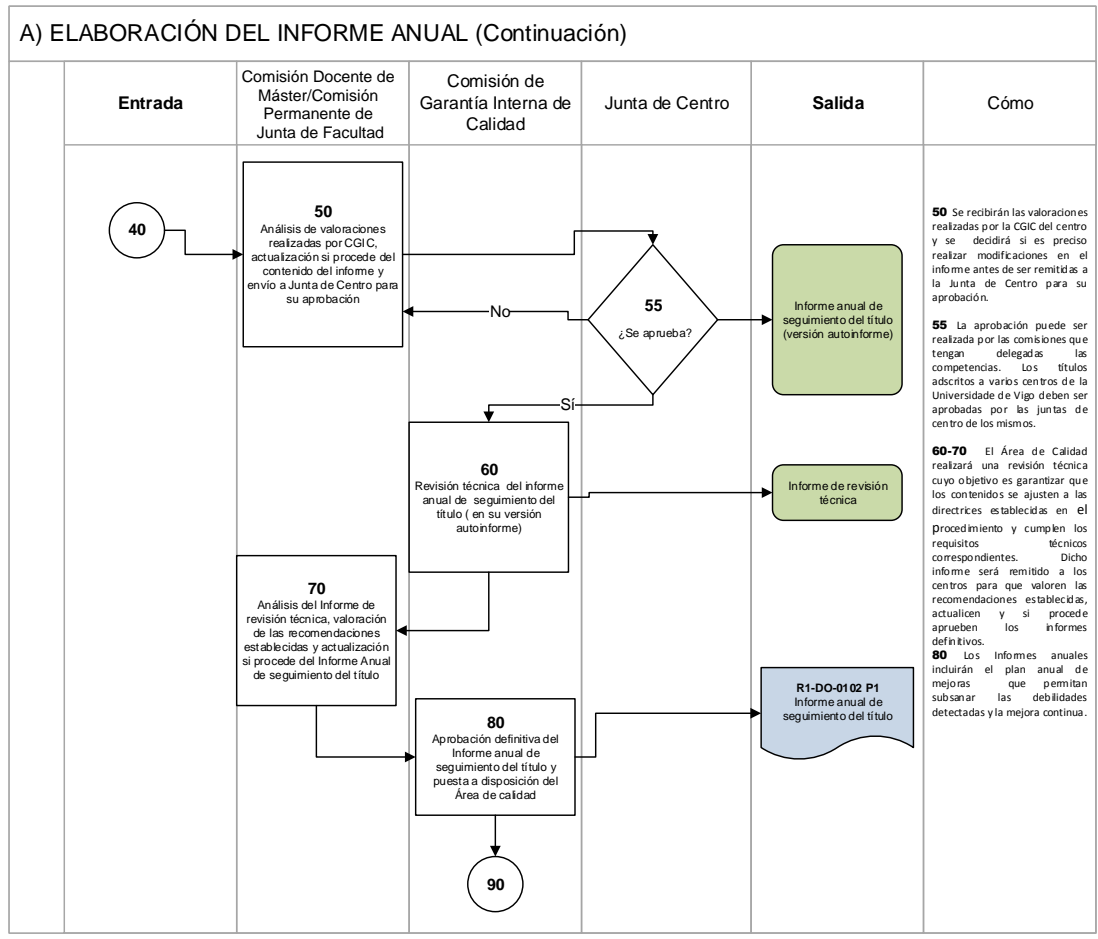 A) ELABORACIÓN DEL INFORME ANUAL (Continuación)
Entrada
Comisión Docente de
Máster/Comisión
Permanente de
Junta de Facultad
Comisión de
Garantía Interna de
Calidad
Junta de Centro
Salida
Cómo
40
50
Análisis de valoraciones
realizadas por CGIC,
actualización si procede del
contenido del informe y
envío a Junta de Centro para
su aprobación
No
55
¿Se aprueba?
Sí
Informe anual de
seguimiento del título
(versión autoinforme)
60
Revisión técnica del informe
anual de seguimiento del
título ( en su versión
autoinforme)
Informe de revisión
técnica
70
Análisis del Informe de
revisión técnica, valoración
de las recomendaciones
establecidas y actualización
si procede del Informe Anual
de seguimiento del título
80
Aprobación definitiva del
Informe anual de
seguimiento del título y
puesta a disposición del
Área de calidad
R1-DO-0102 P1
Informe anual de
seguimiento del título
90
50 Se recibirán las valoraciones
realizadas por la CGIC del centro
y se decidirá si es preciso
realizar modificaciones en el
informe antes de ser remitidas a
la Junta de Centro para su
aprobación.
55 La aprobación puede ser
realizada por las comisiones que
tengan delegadas las
competencias. Los títulos
adscritos a varios centros de la
Universidade de Vigo deben ser
aprobadas por las juntas de
centro de los mismos.
60-70 El Área de Calidad
realizará una revisión técnica
cuyo objetivo es garantizar que
los contenidos se ajusten a las
directrices establecidas en el
procedimiento y cumplen los
requisitos técnicos
correspondientes. Dicho
informe será remitido a los
centros para que valoren las
recomendaciones establecidas,
actualicen y si procede
aprueben los informes
definitivos.
80 Los Informes anuales
incluirán el plan anual de
mejoras que permitan
subsanar las debilidades
detectadas y la mejora continua.